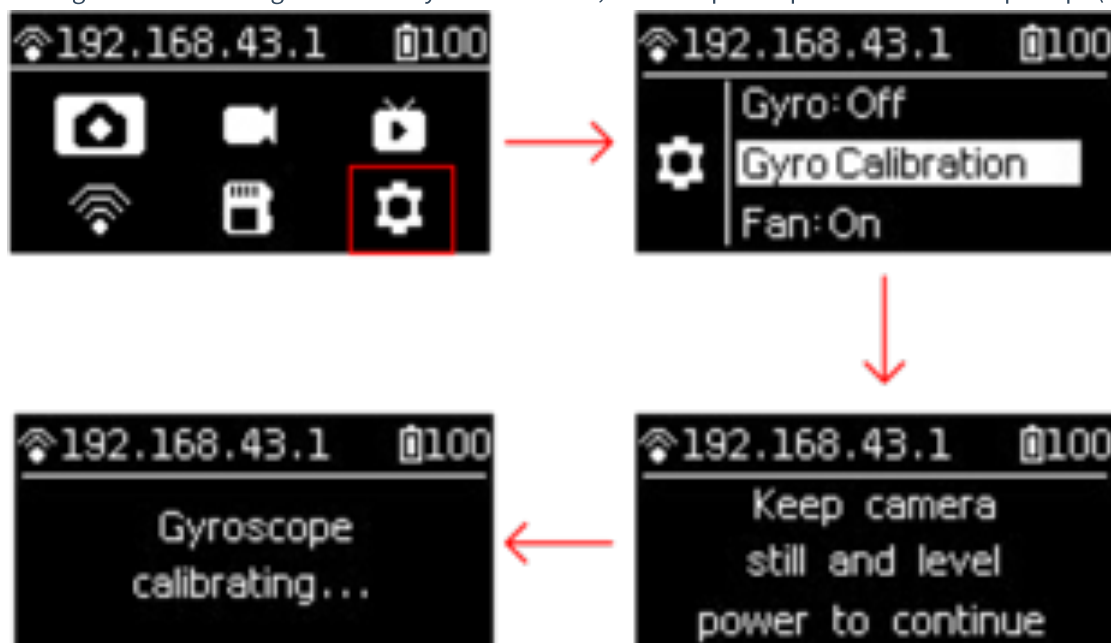 192.168.43.1 100
192.168.43.1 100
Gyro:Off
Gyro Calibration
Fan:On
192.168.43.1 100
Keep camera
still and level
power to continue
192.168.43.1 100
Gyroscope
calibrating...